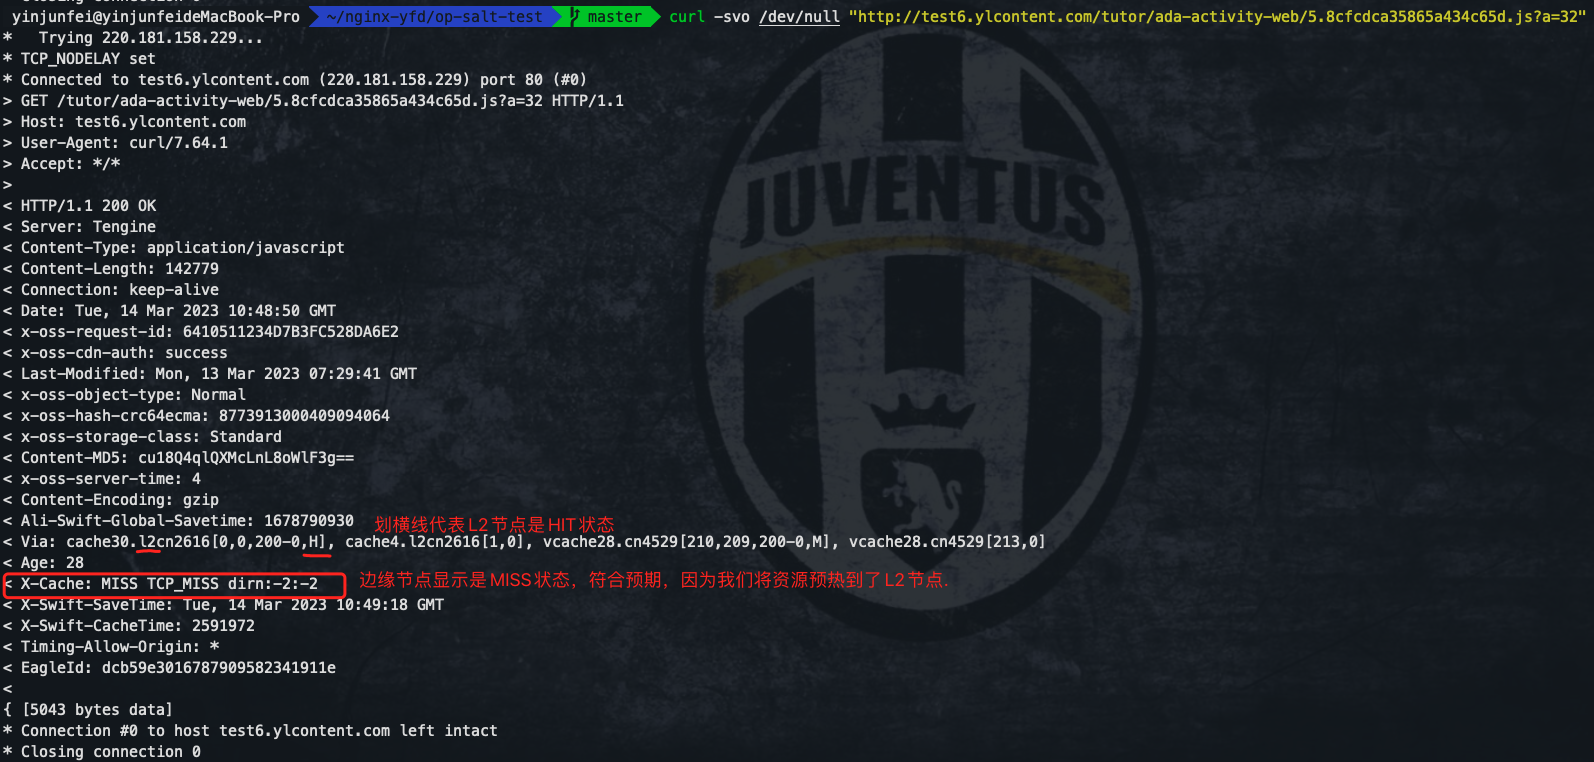 yinjunfei@yinjunfeideMacBook-Pro ~/nginx-yfd/op-salt-test master curl -svo /dev/null "http://test6.ylcontent.com/tutor/ada-activity-web/5.8cfcdca35865a434c65d.js?a=32"
* Trying 220.181.158.229...
* TCP_NODELAY set
* Connected to test6.ylcontent.com (220.181.158.229) port 80 (#0)
> GET /tutor/ada-activity-web/5.8cfcdca35865a434c65d.js?a=32 HTTP/1.1
> Host: test6.ylcontent.com
> User-Agent: curl/7.64.1
> Accept: */*
>
< HTTP/1.1 200 OK
< Server: Tengine
< Content-Type: application/javascript
< Content-Length: 142779
< Connection: keep-alive
< Date: Tue, 14 Mar 2023 10:48:50 GMT
< x-oss-request-id: 6410511234D7B3FC528DA6E2
< x-oss-cdn-auth: success
< Last-Modified: Mon, 13 Mar 2023 07:29:41 GMT
< x-oss-object-type: Normal
< x-oss-hash-crc64ecma: 8773913000409094064
< x-oss-storage-class: Standard
< Content-MD5: cu18Q4qlQXMcLnL8oWlF3g==
< x-oss-server-time: 4
< Content-Encoding: gzip
< Ali-Swift-Global-Savetime: 1678790930 划横线代表L2节点是HIT状态
< Via: cache30.l2cn2616[0,0,200-0,H], cache4.l2cn2616[1,0], vcache28.cn4529[210,209,200-0,M], vcache28.cn4529[213,0]
< Age: 28
< X-Cache: MISS TCP_MISS dirn:-2:-2 边缘节点显示是MISS状态，符合预期，因为我们将资源预热到了L2节点.
< X-Swift-SaveTime: Tue, 14 Mar 2023 10:49:18 GMT
< X-Swift-CacheTime: 2591972
< Timing-Allow-Origin: *
< EagleId: dcb59e3016787909582341911e
<
{ [5043 bytes data]
* Connection #0 to host test6.ylcontent.com left intact
* Closing connection 0
JUVENTUS